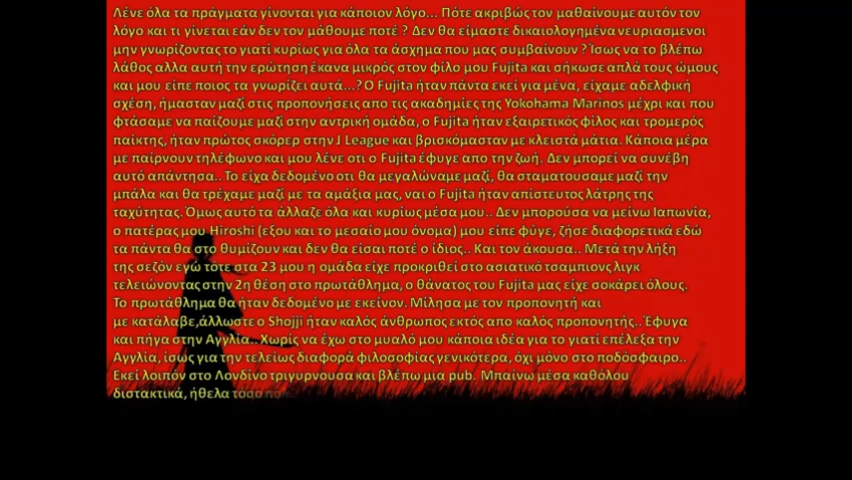 Λένε όλα τα πράγματα γίνονται για κάποιον λόγο... Πότε ακριβώς τον μαθαίνουμε αυτόν τον
λόγο και τι γίνεται εάν δεν τον μάθουμε ποτέ ? Δεν θα είμαστε δικαιολογημένα νευριασμενοι
μην γνωρίζοντας το γιατί κυρίως για όλα τα άσχημα που μας συμβαίνουν ? Ίσως να το βλέπω
λάθος αλλα αυτή την ερώτηση έκανα μικρός στον φίλο μου Fujita και σήκωσε απλά τους ώμους
και μου είπε ποιος τα γνωρίζει αυτά...? Ο Fujita ήταν πάντα εκεί για μένα, είχαμε αδελφική
σχέση, ήμασταν μαζί στις προπονήσεις απο τις ακαδημίες της Yokohama Marinos μέχρι και που
φτάσαμε να παίζουμε μαζί στην αντρική ομάδα, ο Fujita ήταν εξαιρετικός φίλος και τρομερός
παίκτης, ήταν πρώτος σκόρερ στην J League και βρισκόμασταν με κλειστά μάτια. Κάποια μέρα
με παίρνουν τηλέφωνο και μου λένε οτι ο Fujita έφυγε απο την ζωή. Δεν μπορεί να συνέβη
αυτό απάντησα.. Το είχα δεδομένο οτι θα μεγαλώναμε μαζί, θα σταματουσαμε μαζί την
μπάλα και θα τρέχαμε μαζί με τα αμάξια μας, ναι ο Fujita ήταν απίστευτος λάτρης της
ταχύτητας. Όμως αυτό τα άλλαζε όλα και κυρίως μέσα μου.. Δεν μπορούσα να μείνω Ιαπωνία,
ο πατέρας μου Hiroshi (εξου και το μεσαίο μου όνομα) μου είπε φύγε, ζήσε διαφορετικά εδώ
τα πάντα θα στο θυμίζουν και δεν θα είσαι ποτέ ο ίδιος.. Και τον άκουσα.. Μετά την λήξη
της σεζόν εγώ τότε στα 23 μου η ομάδα είχε προκριθεί στο ασιατικό τσαμπιονς λιγκ
τελειώνοντας στην 2η θέση στο πρωτάθλημα, ο θάνατος του Fujita μας είχε σοκάρει όλους.
Το πρωτάθλημα θα ήταν δεδομένο με εκείνον. Μίλησα με τον προπονητή και
με κατάλαβε,άλλωστε ο Shojji ήταν καλός άνθρωπος εκτός απο καλός προπονητής.. Έφυγα
και πήγα στην Αγγλία.. Χωρίς να έχω στο μυαλό μου κάποια ιδέα για το γιατί επέλεξα την
Αγγλία, ίσως για την τελείως διαφορά φιλοσοφίας γενικότερα, όχι μόνο στο ποδόσφαιρο..
Εκεί λοιπόν στο Λονδίνο τριγυρνουσα και βλέπω μια pub. Μπαίνω μέσα καθόλου
διστακτικά, ήθελα τοσο